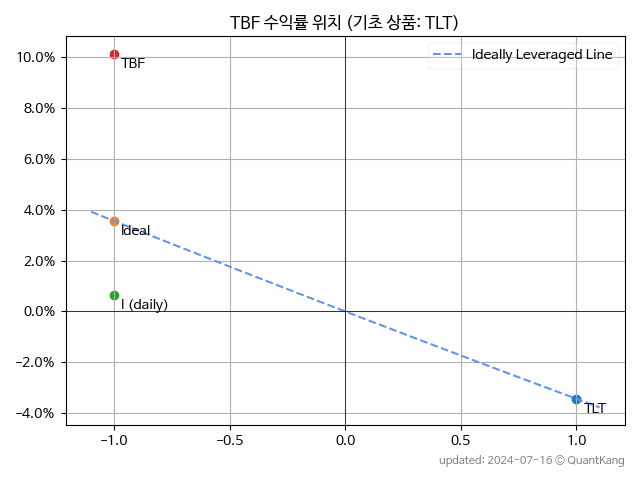 TBF 수익률 위치 (기초 상품: TLT)
Ideally Leveraged Line
10.0%
8.0%
6.0%
4.0%
2.0%
0.0%
−2.0%
−4.0%
TBF
Ideal
I (daily)
TLT
−1.0 −0.5 0.0 0.5 1.0
updated: 2024-07-16 © QuantKang